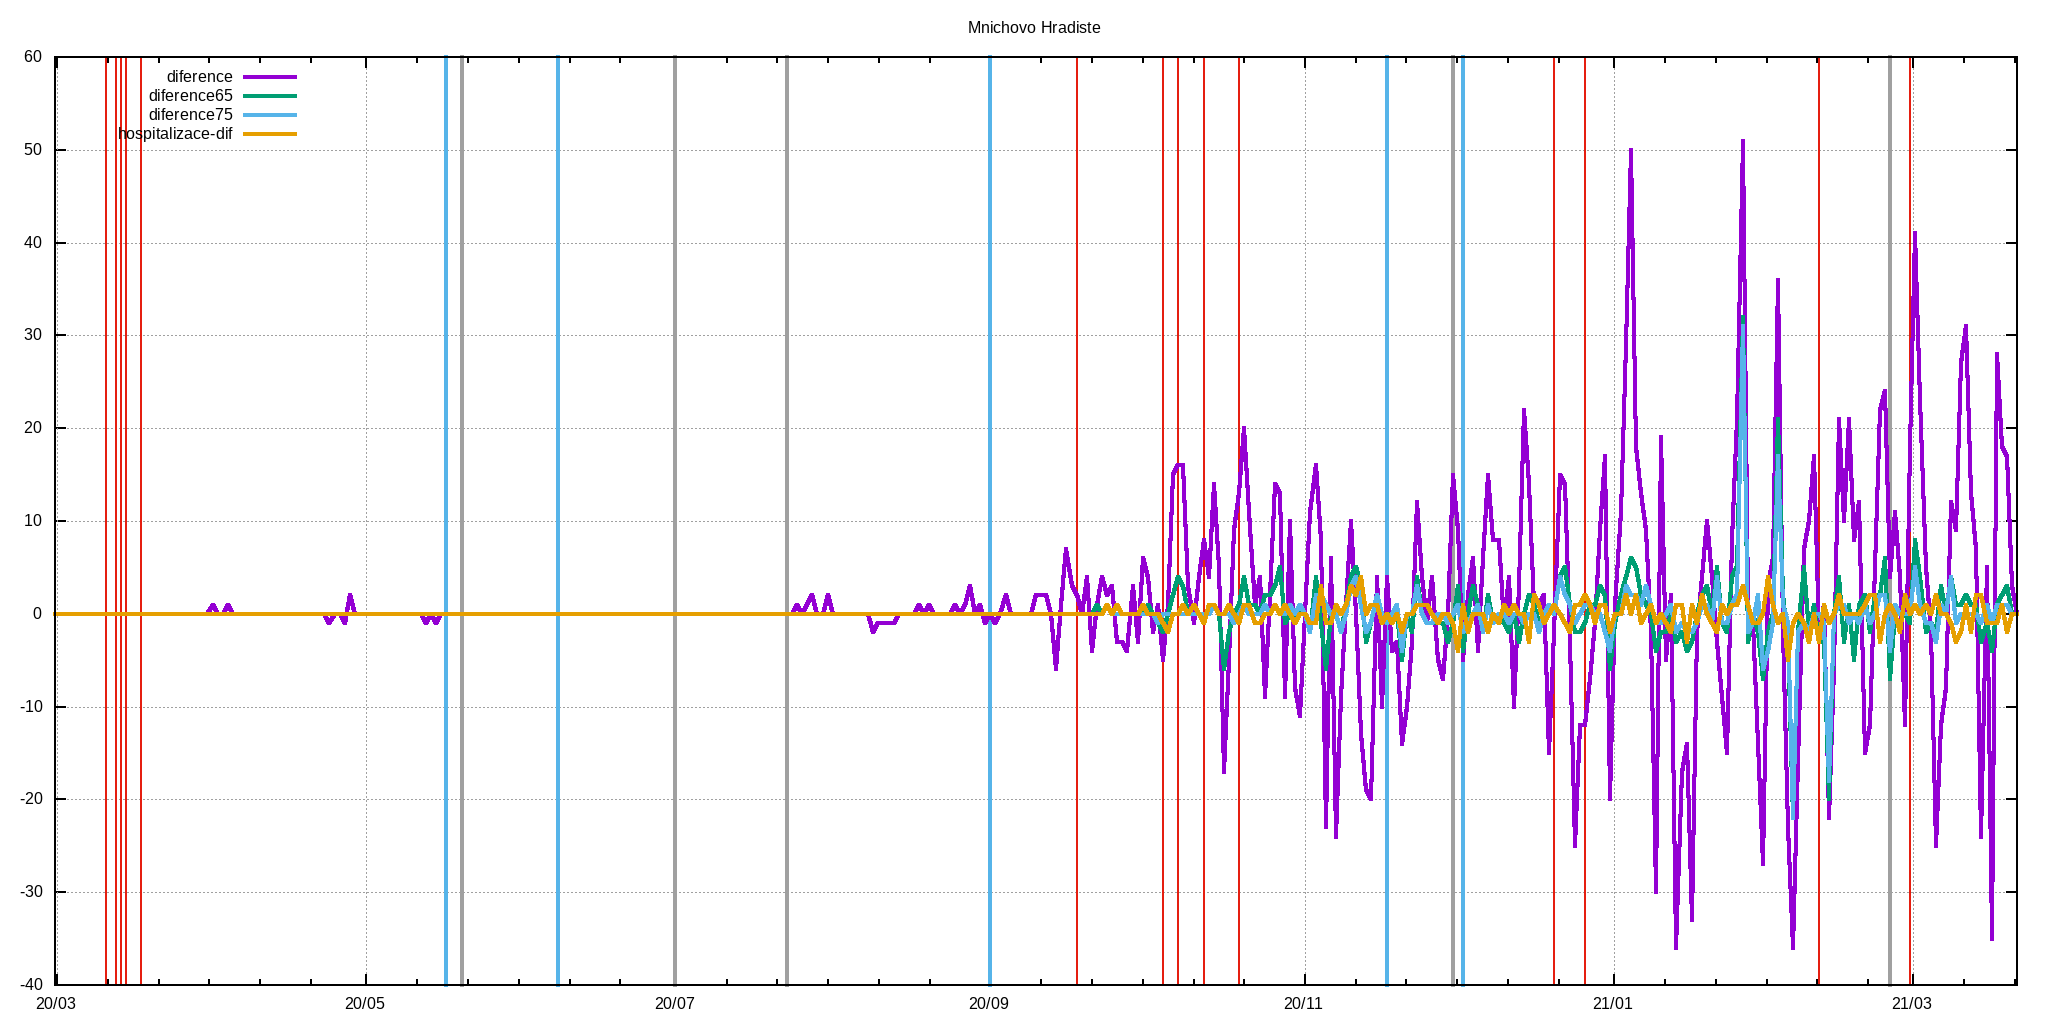 Mnichovo Hradiste
60
50
40
30
20
10
0
-10
-20
-30
-40
diference
diference65
diference75
hospitalizace-dif
20/03 20/05 20/07 20/09 20/11 21/01 21/03